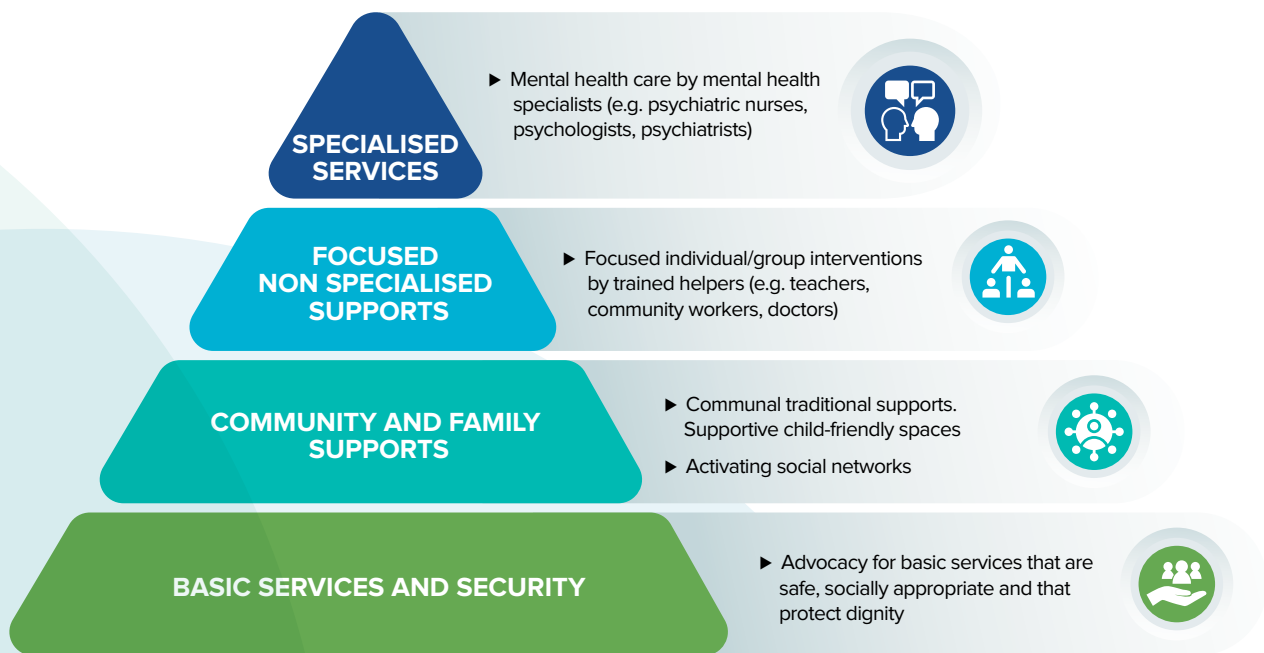 SPECIALISED
SERVICES
▶ Mental health care by mental health
specialists (e.g. psychiatric nurses,
psychologists, psychiatrists)
FOCUSED
NON SPECIALISED
SUPPORTS
▶ Focused individual/group interventions
by trained helpers (e.g. teachers,
community workers, doctors)
COMMUNITY AND FAMILY
SUPPORTS
▶ Communal traditional supports.
Supportive child-friendly spaces
▶ Activating social networks
BASIC SERVICES AND SECURITY
▶ Advocacy for basic services that are
safe, socially appropriate and that
protect dignity